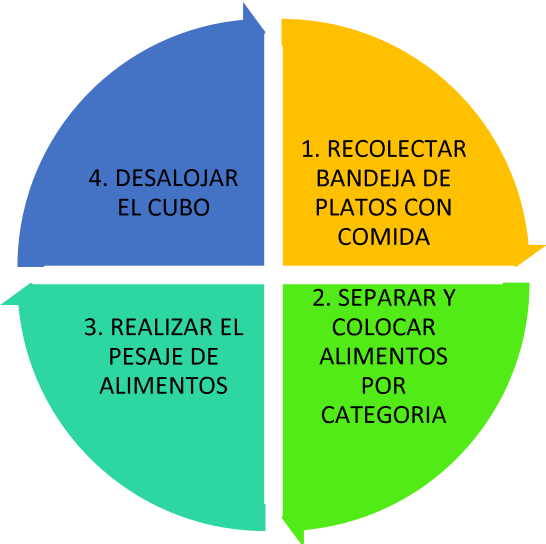 1. RECOLECTAR
BANDEJA DE
PLATOS CON
COMIDA
2. SEPARAR Y
COLOCAR
ALIMENTOS
POR
CATEGORIA
3. REALIZAR EL
PESAJE DE
ALIMENTOS
4. DESALOJAR
EL CUBO